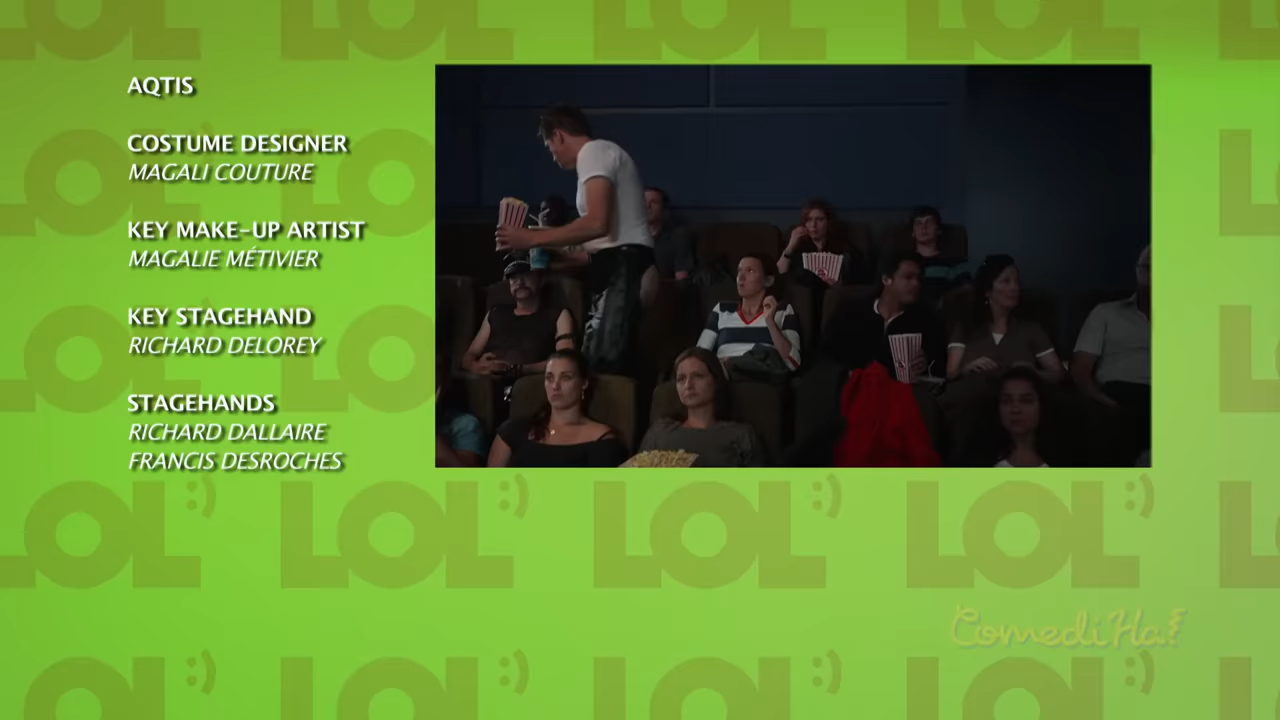 AQTIS
COSTUME DESIGNER
MAGALI COUTURE
KEY MAKE-UP ARTIST
MAGALIE MÉTIVIER
KEY STAGEHAND
RICHARD DELOREY
STAGEHANDS
RICHARD DALLAIRE
FRANCIS DESROCHES
LOL:)
ComediHa!